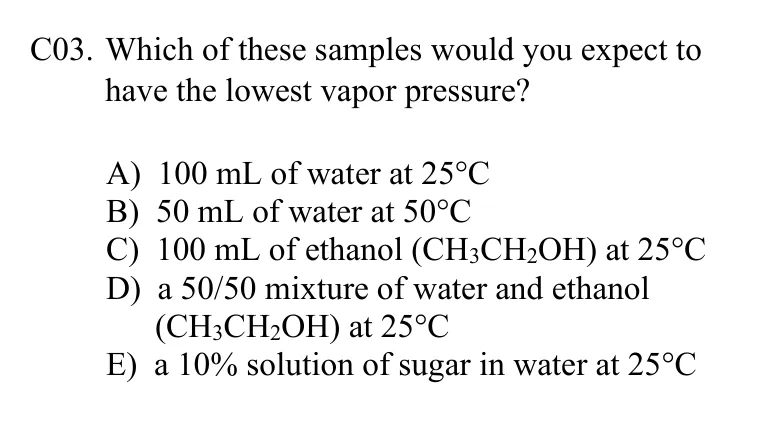 C03. Which of these samples would you expect to
have the lowest vapor pressure?
A) 100 mL of water at 25°C
B) 50 mL of water at 50°C
C) 100 mL of ethanol (CH₃CH₂OH) at 25°C
D) a 50/50 mixture of water and ethanol
(CH₃CH₂OH) at 25°C
E) a 10% solution of sugar in water at 25°C